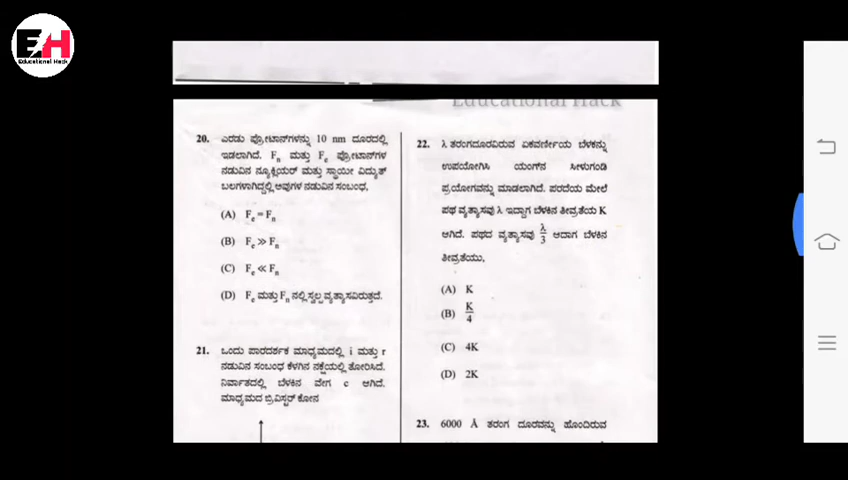 EH
Educational Hack
Educational Hack
20. ಎರಡು ಪ್ರೋಟಾನ್‌ಗಳನ್ನು 10 nm ದೂರದಲ್ಲಿ
ಇಡಲಾಗಿದೆ. Fn ಮತ್ತು Fe ಪ್ರೋಟಾನ್‌ಗಳ
ನಡುವಿನ ನ್ಯೂಕ್ಲಿಯರ್ ಮತ್ತು ಸ್ಥಾಯೀ ವಿದ್ಯುತ್
ಬಲಗಳಾಗಿದ್ದಲ್ಲಿ ಅವುಗಳ ನಡುವಿನ ಸಂಬಂಧ,
(A) Fe = Fn
(B) Fe ≫ Fn
(C) Fe ≪ Fn
(D) Fe ಮತ್ತು Fn ನಲ್ಲಿ ಸ್ವಲ್ಪ ವ್ಯತ್ಯಾಸವಿರುತ್ತದೆ.
21. ಒಂದು ಪಾರದರ್ಶಕ ಮಾಧ್ಯಮದಲ್ಲಿ i ಮತ್ತು r
ನಡುವಿನ ಸಂಬಂಧ ಕೆಳಗಿನ ನಕ್ಷೆಯಲ್ಲಿ ತೋರಿಸಿದೆ.
ನಿರ್ವಾತದಲ್ಲಿ ಬೆಳಕಿನ ವೇಗ c ಆಗಿದೆ.
ಮಾಧ್ಯಮದ ಬ್ರಿವಿಸ್ಟರ್ ಕೋನ
22. λ ತರಂಗದೂರವಿರುವ ಏಕವರ್ಣೀಯ ಬೆಳಕನ್ನು
ಉಪಯೋಗಿಸಿ ಯಂಗ್‌ನ ಸೀಳುಗಂಡಿ
ಪ್ರಯೋಗವನ್ನು ಮಾಡಲಾಗಿದೆ. ಪರದೆಯ ಮೇಲೆ
ಪಥ ವ್ಯತ್ಯಾಸವು λ ಇದ್ದಾಗ ಬೆಳಕಿನ ತೀವ್ರತೆಯ K
ಆಗಿದೆ. ಪಥದ ವ್ಯತ್ಯಾಸವು λ/3 ಆದಾಗ ಬೆಳಕಿನ
ತೀವ್ರತೆಯು,
(A) K
(B) K/4
(C) 4K
(D) 2K
23. 6000 Å ತರಂಗ ದೂರವನ್ನು ಹೊಂದಿರುವ